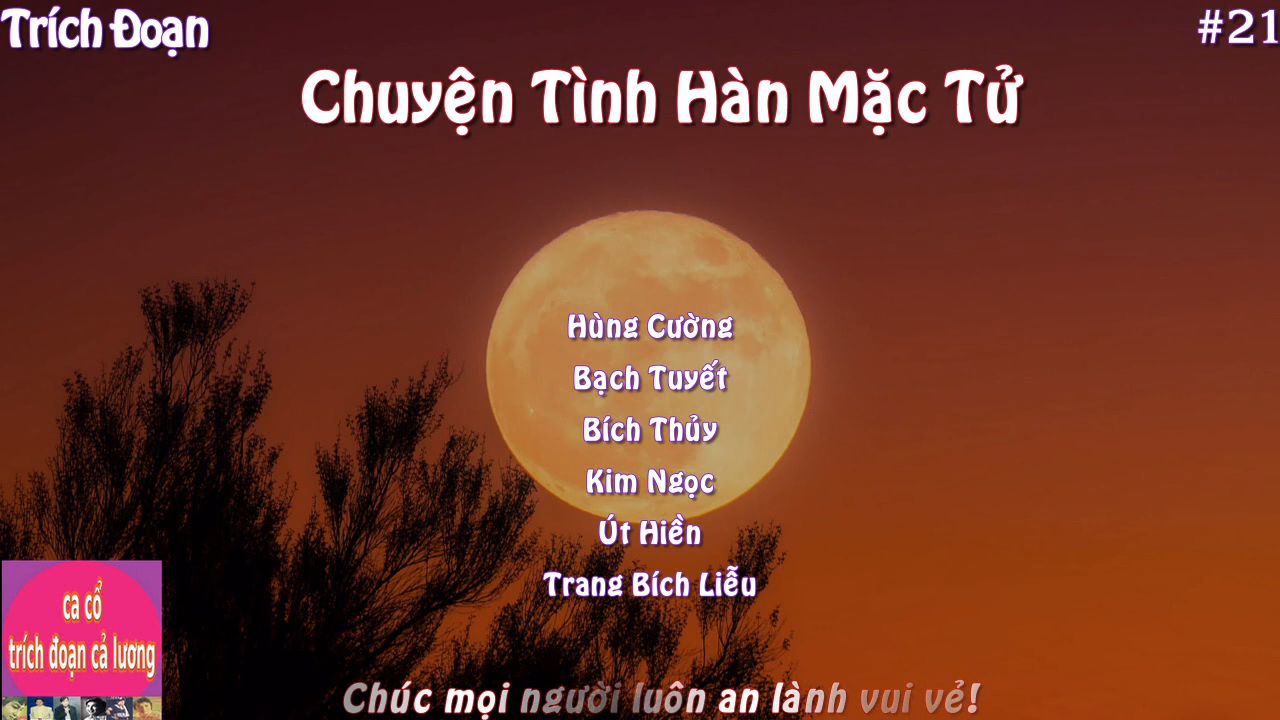 Trích Đoạn
#21
Chuyện Tình Hàn Mặc Tử
Hùng Cường
Bạch Tuyết
Bích Thủy
Kim Ngọc
Út Hiền
Trang Bích Liễu
ca cổ
trích đoạn cả lương
Chúc mọi người luôn an lành vui vẻ!